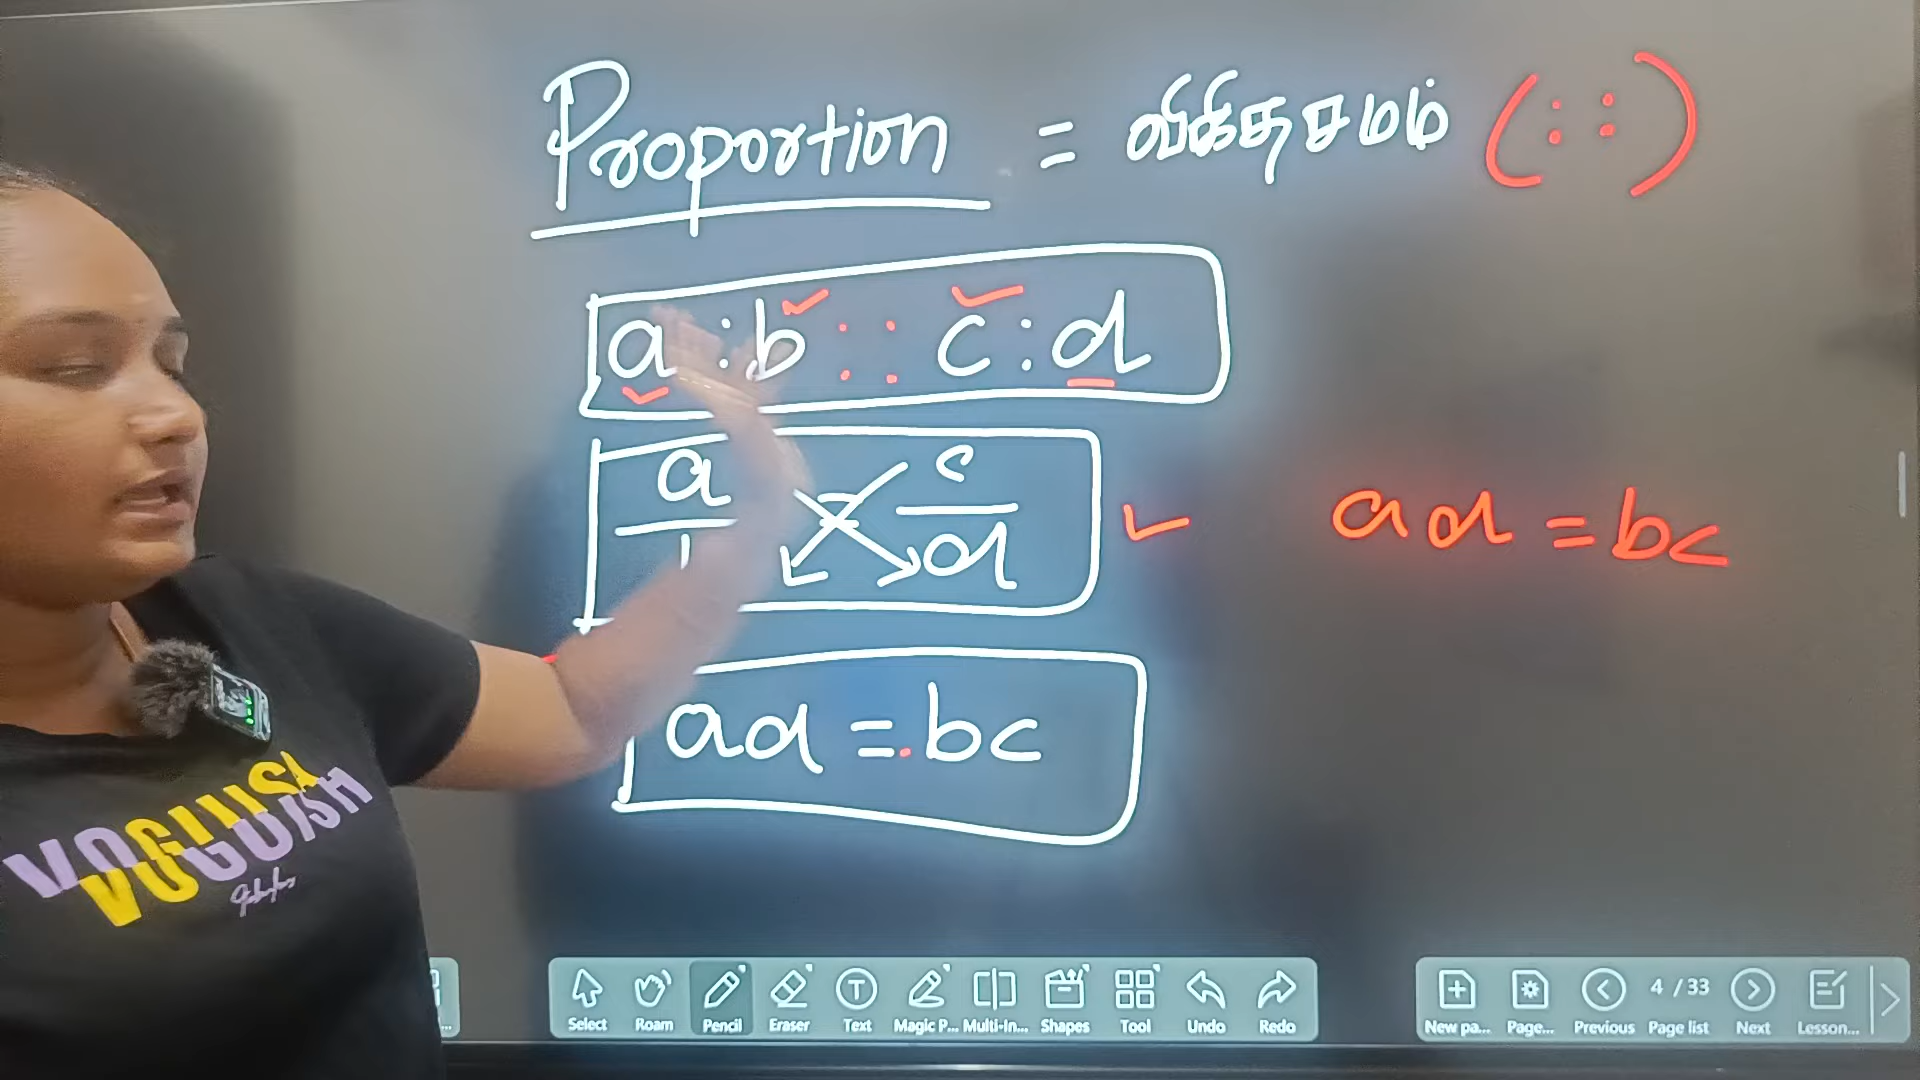 Proportion = விகிதசமம் (::)
a : b :: c : d
a c
d
ad = bc
ad = bc
VOGUISH
VOGUISH
Select Roam Pencil Eraser Text Magic P... Multi-In... Shapes Tool Undo Redo
4 /33
New pa... Page... Previous Page list Next Lesson...